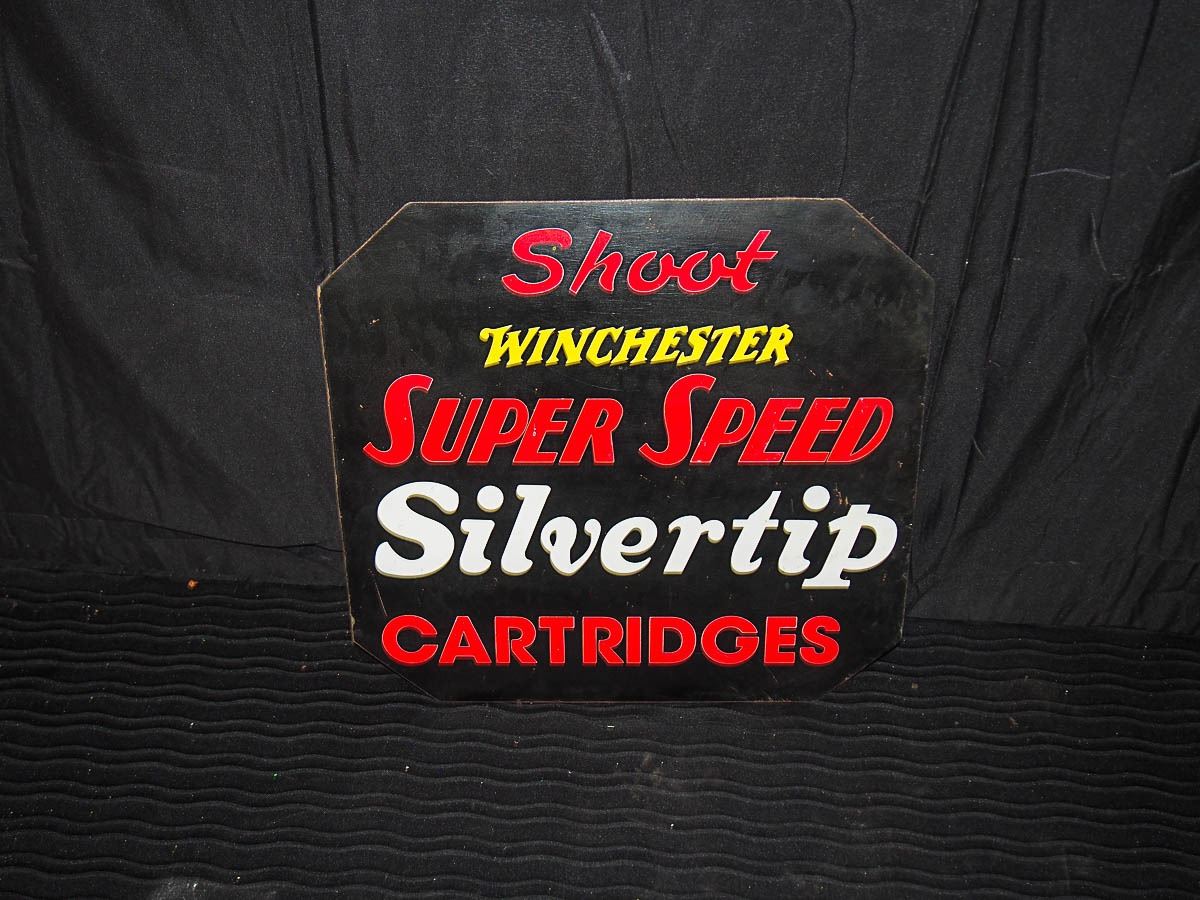 Shoot
WINCHESTER
SUPER SPEED
Silvertip
CARTRIDGES